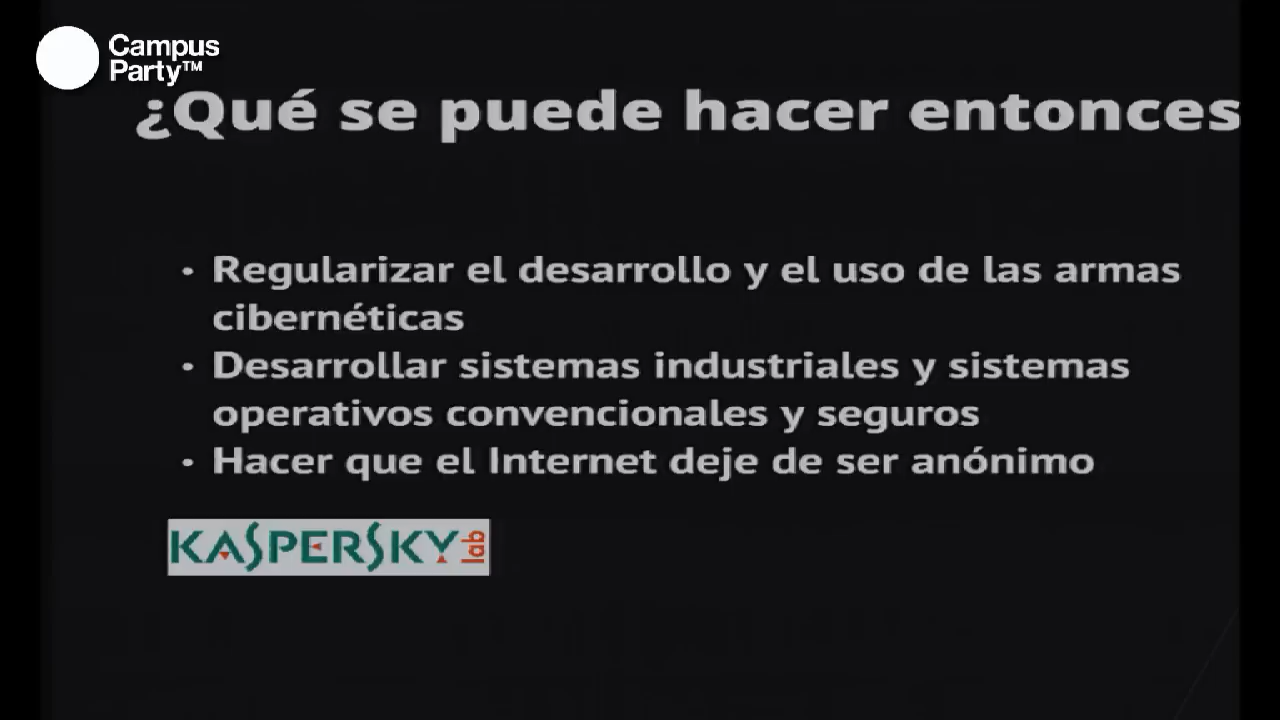 Campus
Party™
¿Qué se puede hacer entonces
• Regularizar el desarrollo y el uso de las armas
cibernéticas
• Desarrollar sistemas industriales y sistemas
operativos convencionales y seguros
• Hacer que el Internet deje de ser anónimo
KASPERSKY lab